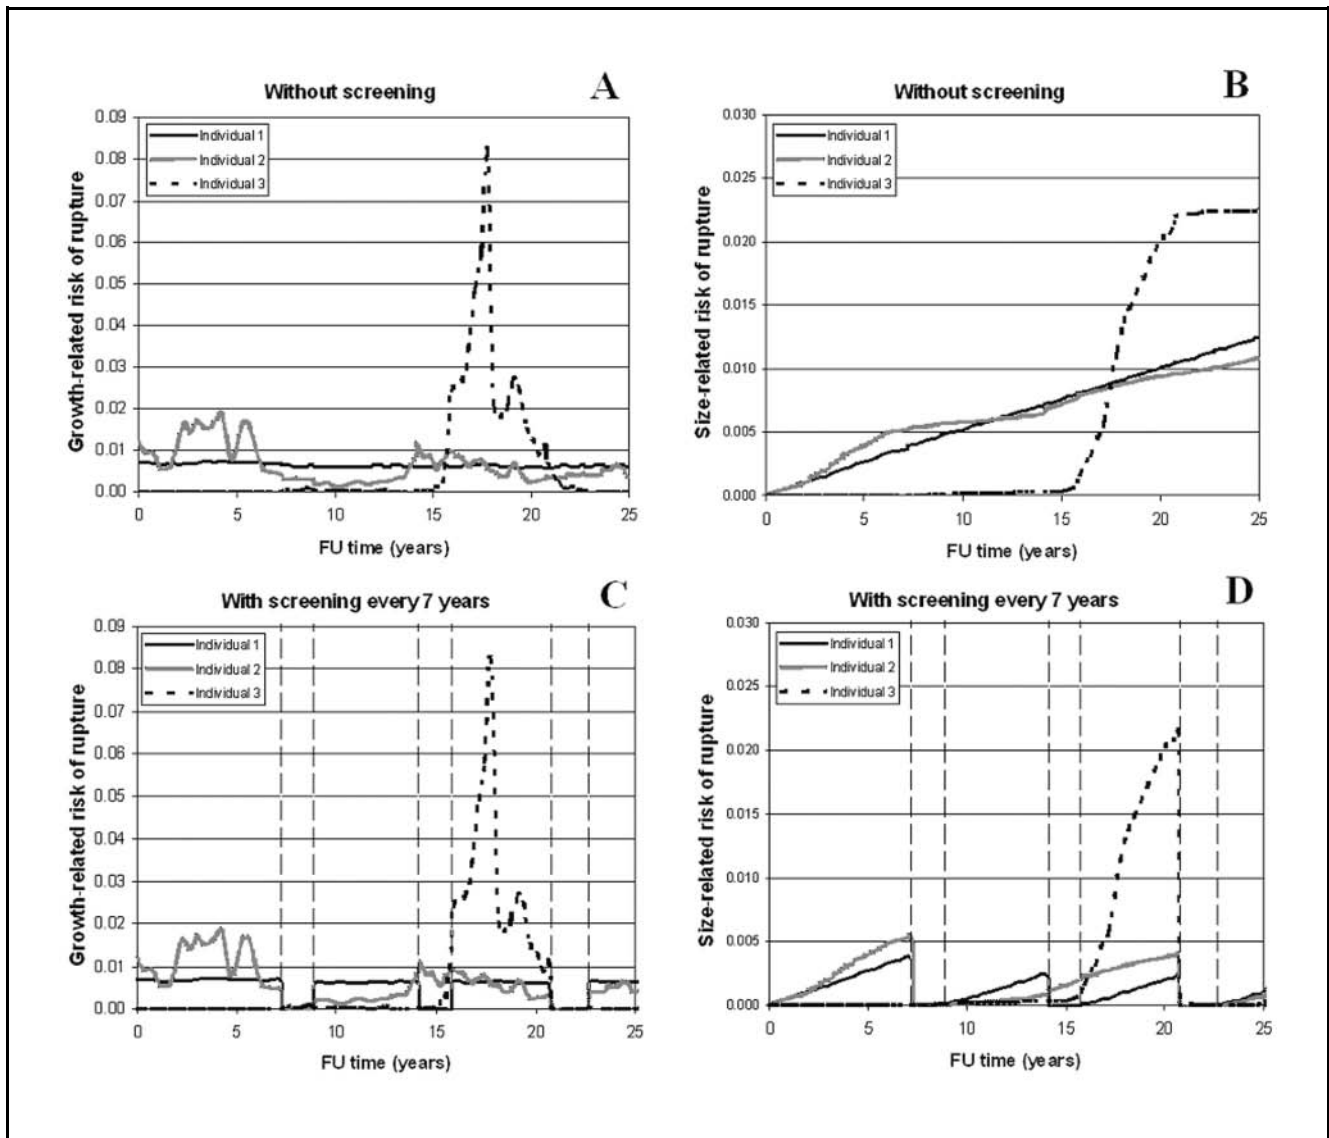 Without screening
A
Growth-related risk of rupture
0.09
0.08
0.07
0.06
0.05
0.04
0.03
0.02
0.01
0.00
Individual 1
Individual 2
Individual 3
0 5 10 15 20 25
FU time (years)
Without screening
B
Size-related risk of rupture
0.030
0.025
0.020
0.015
0.010
0.005
0.000
Individual 1
Individual 2
Individual 3
0 5 10 15 20 25
FU time (years)
With screening every 7 years
C
Growth-related risk of rupture
0.09
0.08
0.07
0.06
0.05
0.04
0.03
0.02
0.01
0.00
Individual 1
Individual 2
Individual 3
0 5 10 15 20 25
FU time (years)
With screening every 7 years
D
Size-related risk of rupture
0.030
0.025
0.020
0.015
0.010
0.005
0.000
Individual 1
Individual 2
Individual 3
0 5 10 15 20 25
FU time (years)